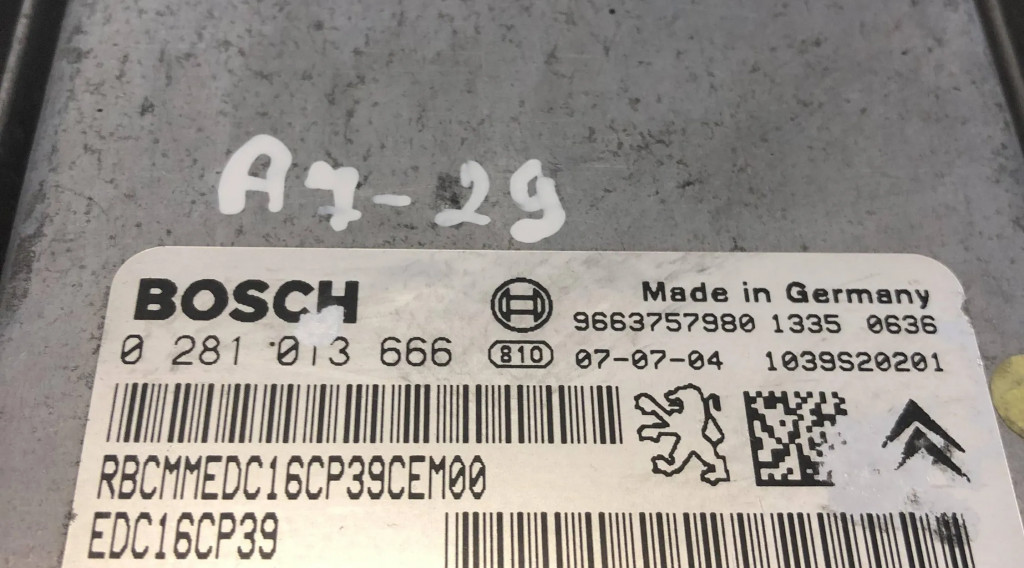 A7-29
BOSCH
Made in Germany
9663757980 1335 0636
0 281 013 666
810
07-07-04
1039S20201
RBCMMEDC16CP39CEM00
EDC16CP39